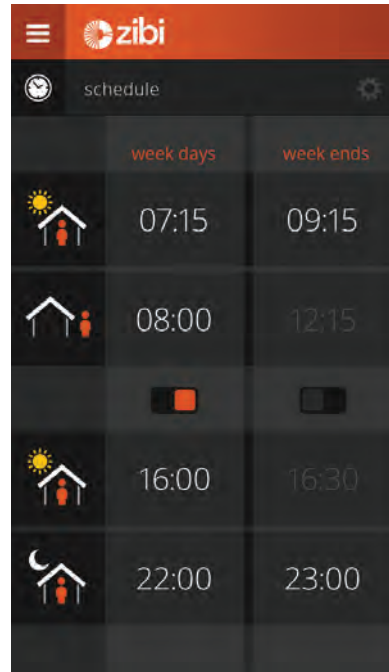 zibi
schedule
week days week ends
07:15 09:15
08:00 12:15
16:00 16:30
22:00 23:00